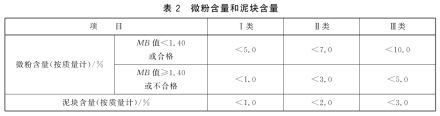 表 2 微粉含量和泥块含量
项 目 Ⅰ类 Ⅱ类 Ⅲ类
微粉含量(按质量计)/% MB 值<1.40 或合格 <5.0 <7.0 <10.0
MB 值≥1.40 或不合格 <1.0 <3.0 <5.0
泥块含量(按质量计)/% <1.0 <2.0 <3.0